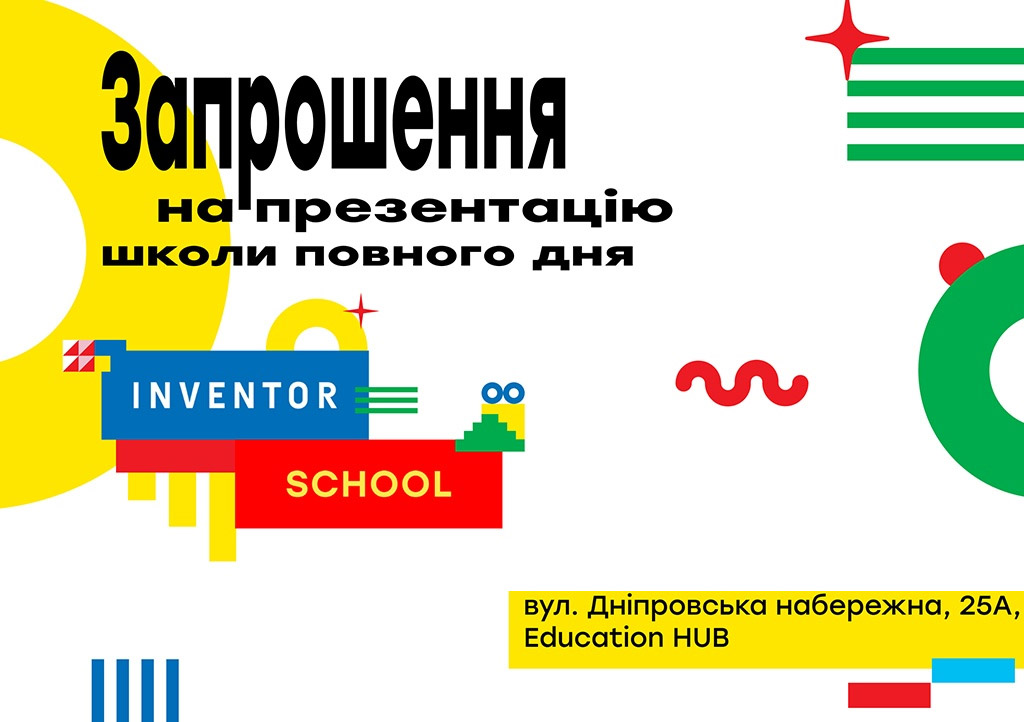 Запрошення
на презентацію
школи повного дня
INVENTOR
SCHOOL
вул. Дніпровська набережна, 25А,
Education HUB